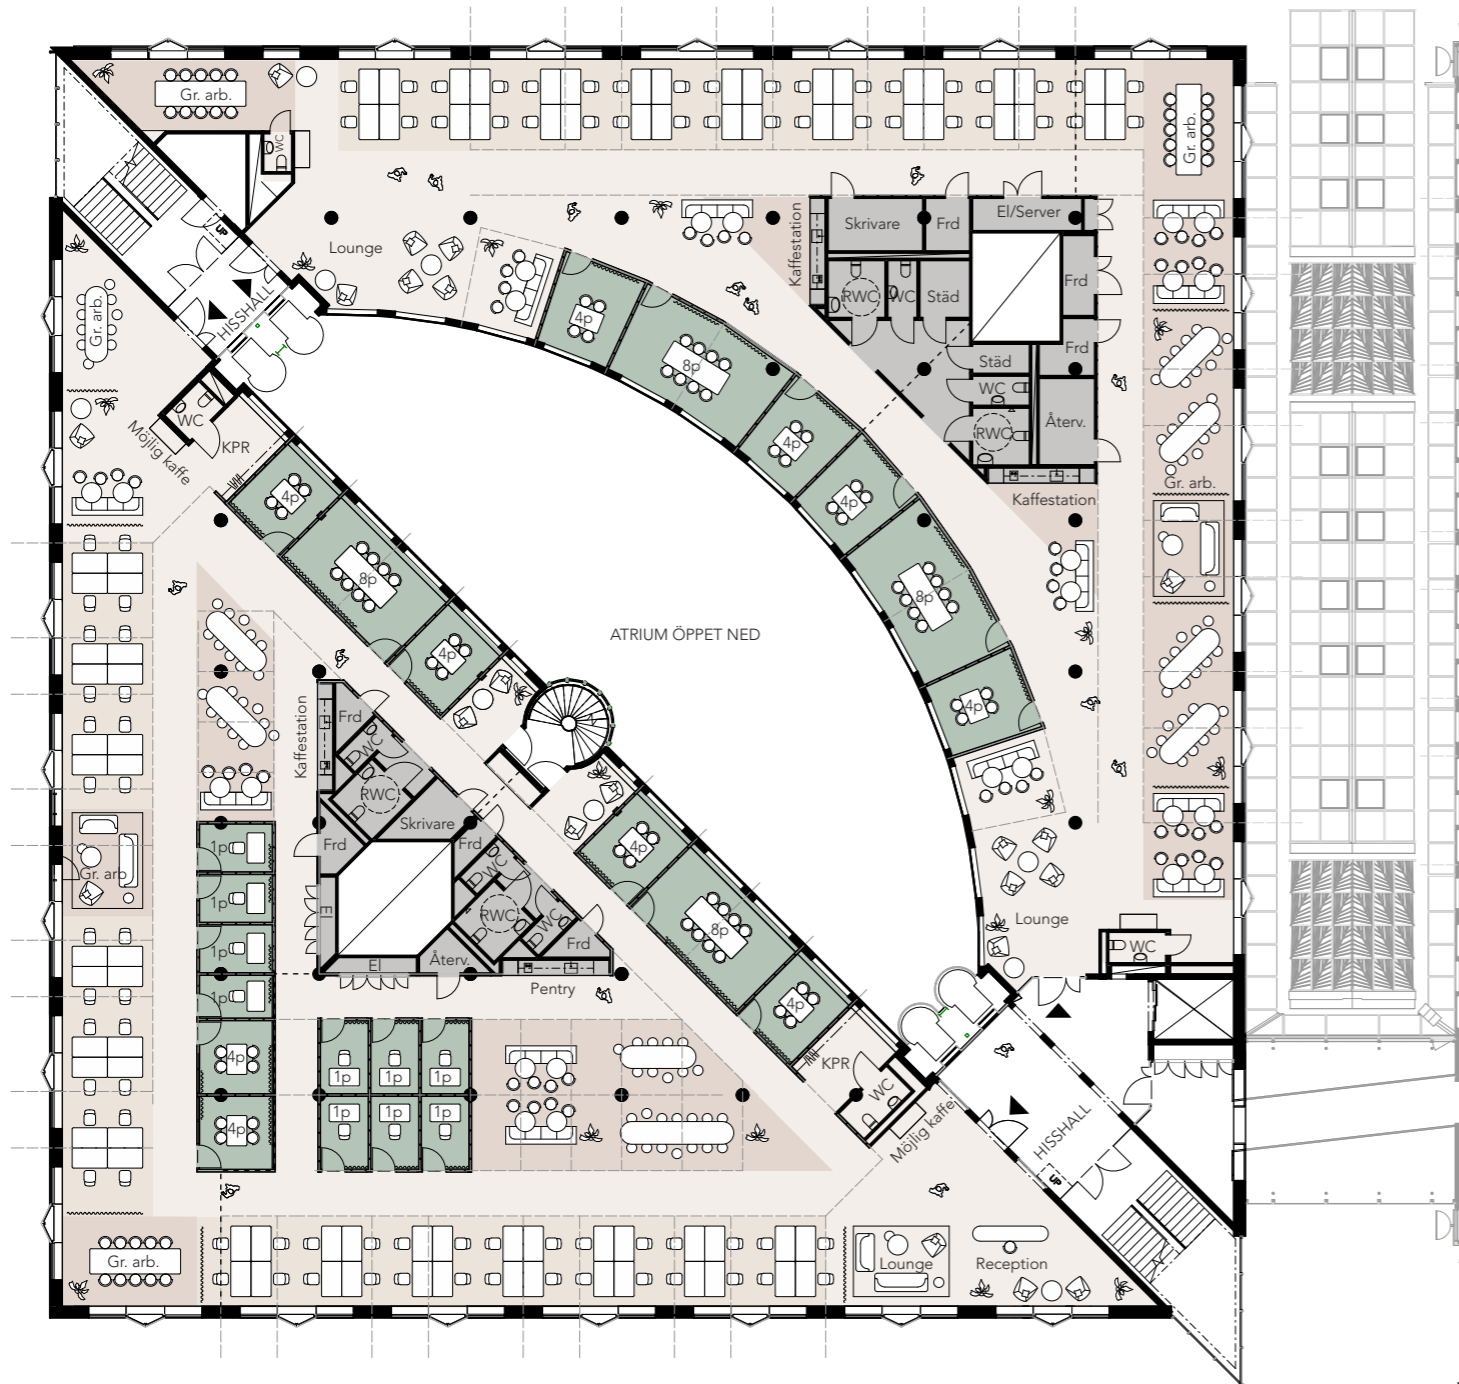 Gr. arb.
WC
Gr. arb.
Kaffestation
Skrivare
Frd
El/Server
UP
Lounge
HISSHALL
Gr. arb.
RWC
WC
Städ
Frd
4p
8p
Frd
Städ
WC
Återv.
RWC
4p
WC
KPR
Möjlig kaffe
Gr. arb.
Kaffestation
4p
4p
8p
8p
ATRIUM ÖPPET NED
4p
4p
Kaffestation
Frd
WC
RWC
Skrivare
Frd
Frd
WC
4p
1p
Gr. arb.
1p
El
RWC
WC
Frd
8p
Lounge
WC
1p
El
Återv.
Pentry
1p
4p
4p
1p
1p
1p
KPR
WC
1p
1p
1p
4p
Möjlig kaffe
HISSHALL
UP
Gr. arb.
Lounge
Reception